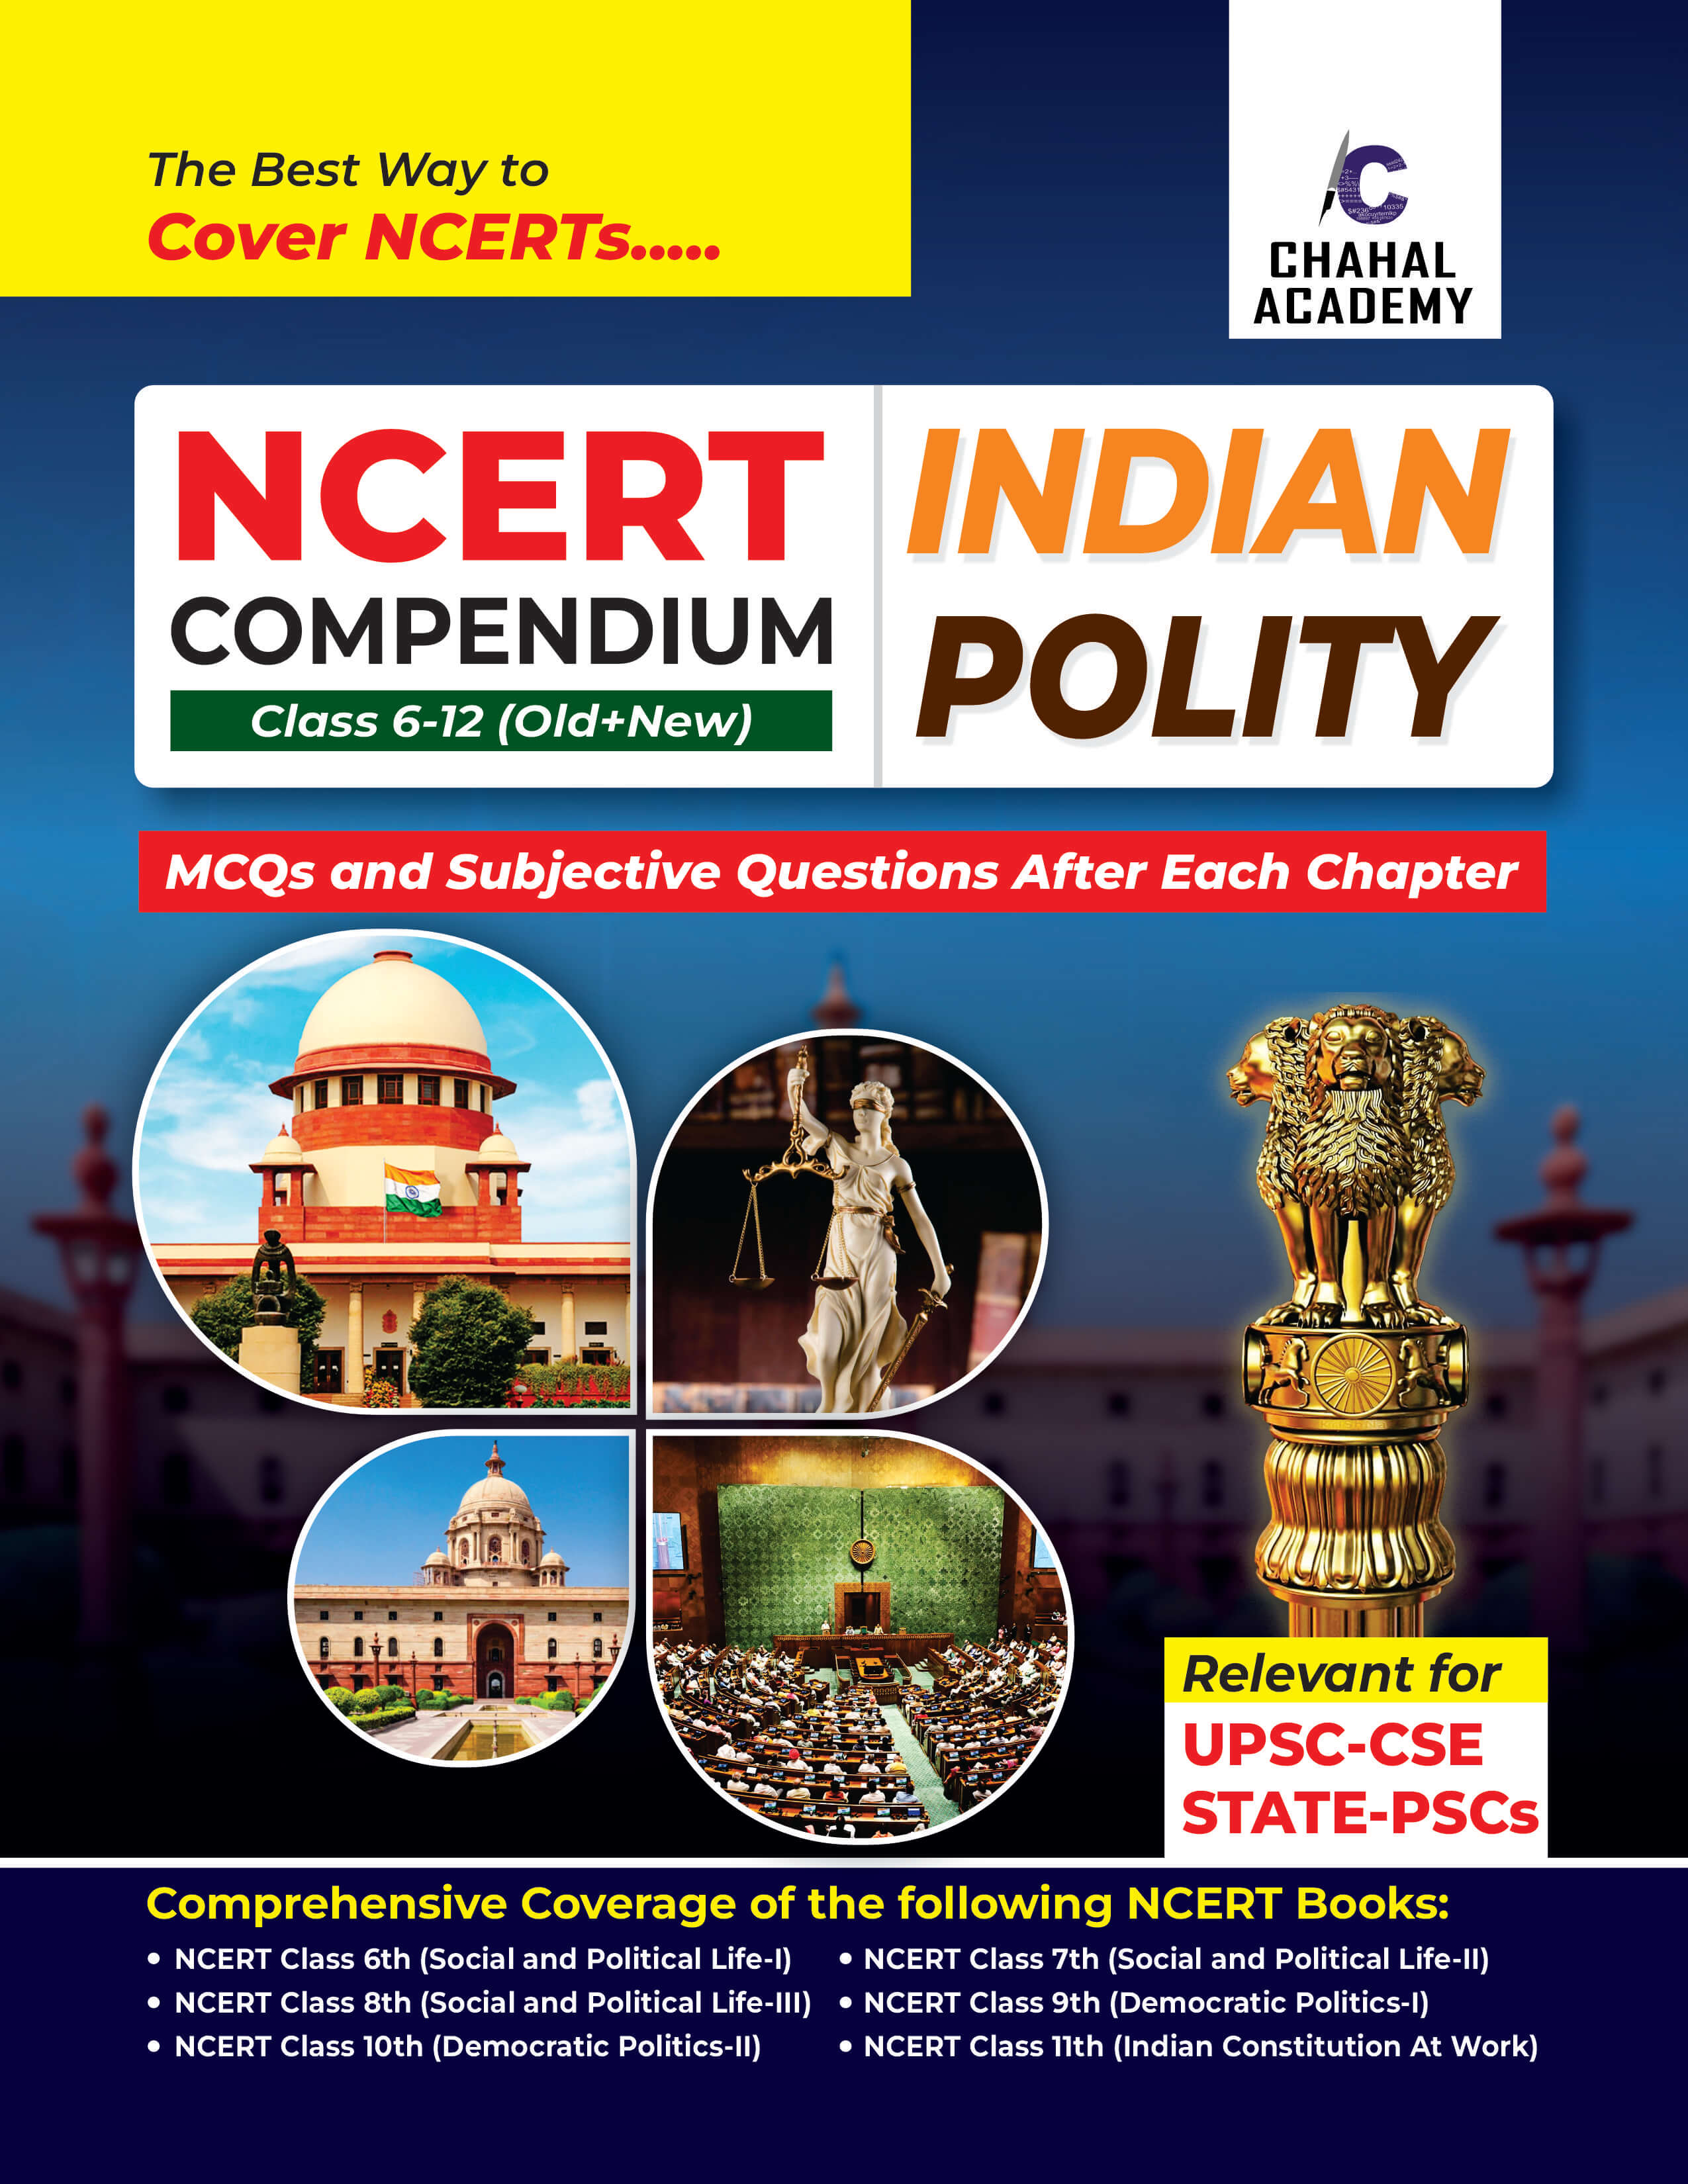 The Best Way to
Cover NCERTs.....
CHAHAL
ACADEMY
NCERT
COMPENDIUM
Class 6-12 (Old+New)
INDIAN
POLITY
MCQs and Subjective Questions After Each Chapter
Relevant for
UPSC-CSE
STATE-PSCs
Comprehensive Coverage of the following NCERT Books:
• NCERT Class 6th (Social and Political Life-I)
• NCERT Class 7th (Social and Political Life-II)
• NCERT Class 8th (Social and Political Life-III)
• NCERT Class 9th (Democratic Politics-I)
• NCERT Class 10th (Democratic Politics-II)
• NCERT Class 11th (Indian Constitution At Work)